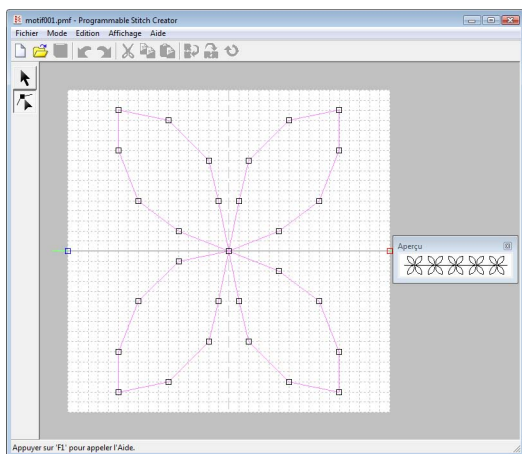 motif001.pmf - Programmable Stitch Creator
Fichier Mode Edition Affichage Aide
Aperçu
Appuyer sur 'F1' pour appeler l'Aide.